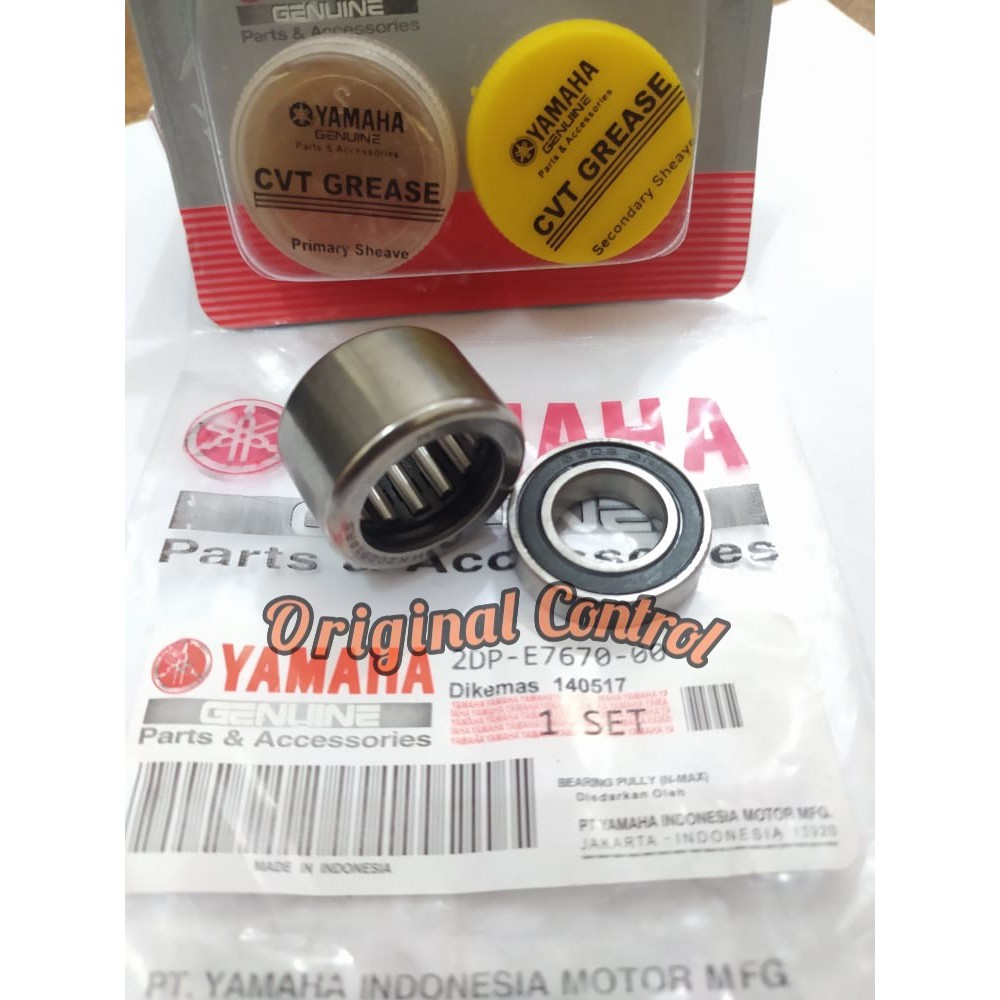 GENUINE
Parts & Accessories
YAMAHA
GENUINE
Parts & Accessories
CVT GREASE
Primary Sheave
YAMAHA
GENUINE
Parts & Accessories
CVT GREASE
Secondary Sheave
AHA
Parts & Accessories
Original Control
YAMAHA
GENUINE
Parts & Accessories
2DP-E7670-00
Dikemas 140517
1 SET
BEARING PULLY (N-MAX)
Disdarkan Oleh
PT. YAMAHA INDONESIA MOTOR MFG.
JAKARTA - INDONESIA 13920
MADE IN INDONESIA
PT. YAMAHA INDONESIA MOTOR MFG